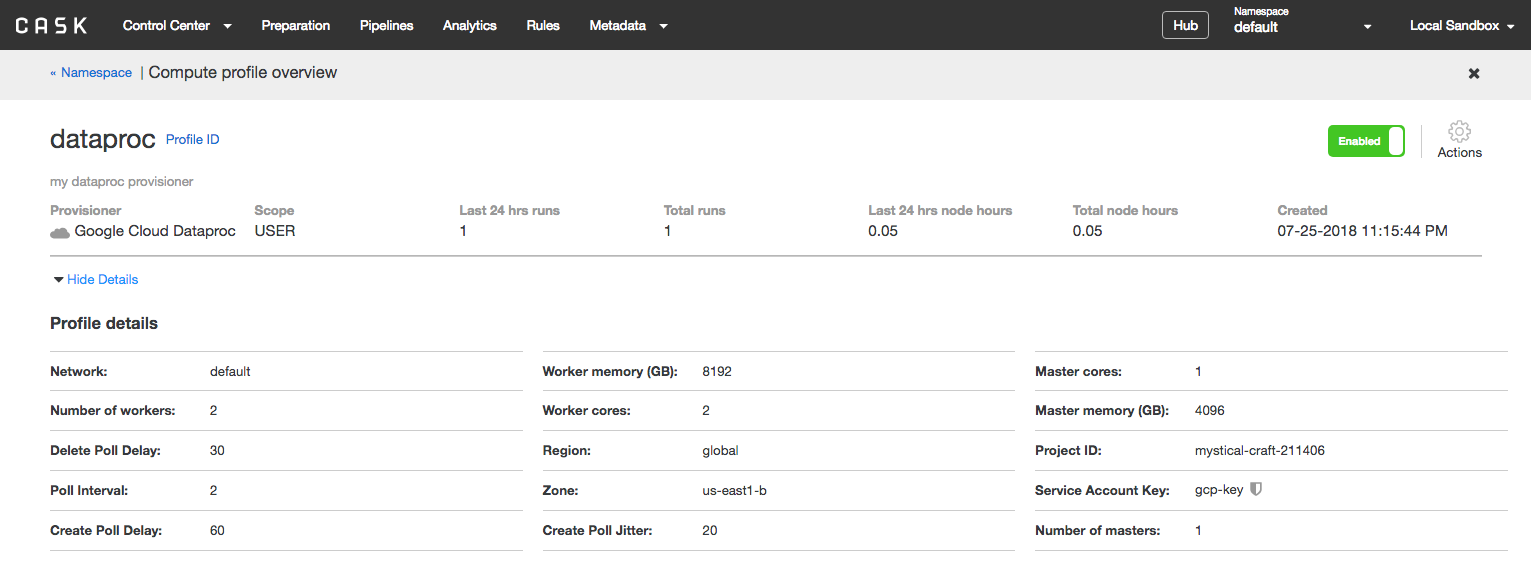 CASK Control Center Preparation Pipelines Analytics Rules Metadata Hub Namespace default Local Sandbox
« Namespace | Compute profile overview
dataproc Profile ID Enabled Actions
my dataproc provisioner
Provisioner Scope Last 24 hrs runs Total runs Last 24 hrs node hours Total node hours Created
Google Cloud Dataproc USER 1 1 0.05 0.05 07-25-2018 11:15:44 PM
Hide Details
Profile details
Network: default Worker memory (GB): 8192 Master cores: 1
Number of workers: 2 Worker cores: 2 Master memory (GB): 4096
Delete Poll Delay: 30 Region: global Project ID: mystical-craft-211406
Poll Interval: 2 Zone: us-east1-b Service Account Key: gcp-key
Create Poll Delay: 60 Create Poll Jitter: 20 Number of masters: 1